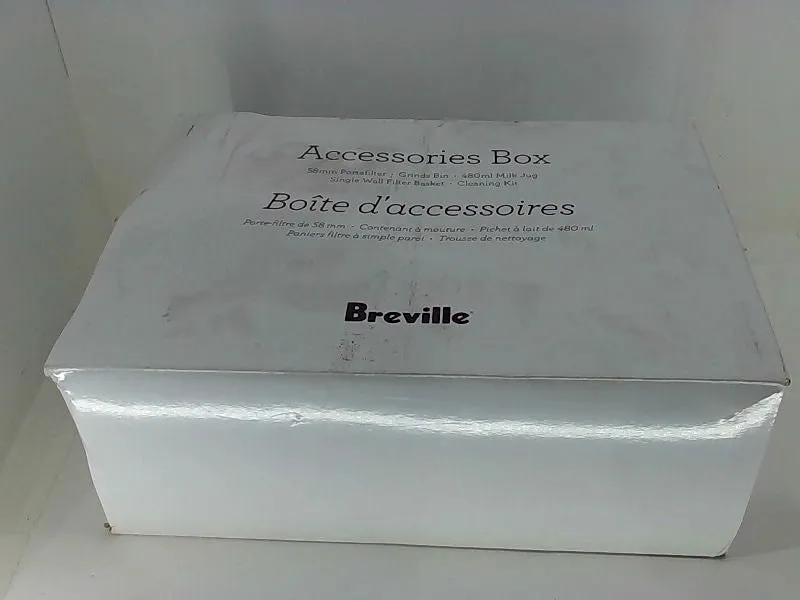 Accessories Box
58mm Portafilter · Grinds Bin · 480ml Milk Jug
Single Wall Filter Basket · Cleaning Kit
Boîte d'accessoires
Porte-filtre de 58 mm · Contenant à mouture · Pichet à lait de 480 ml
Paniers filtre à simple paroi · Trousse de nettoyage
Breville